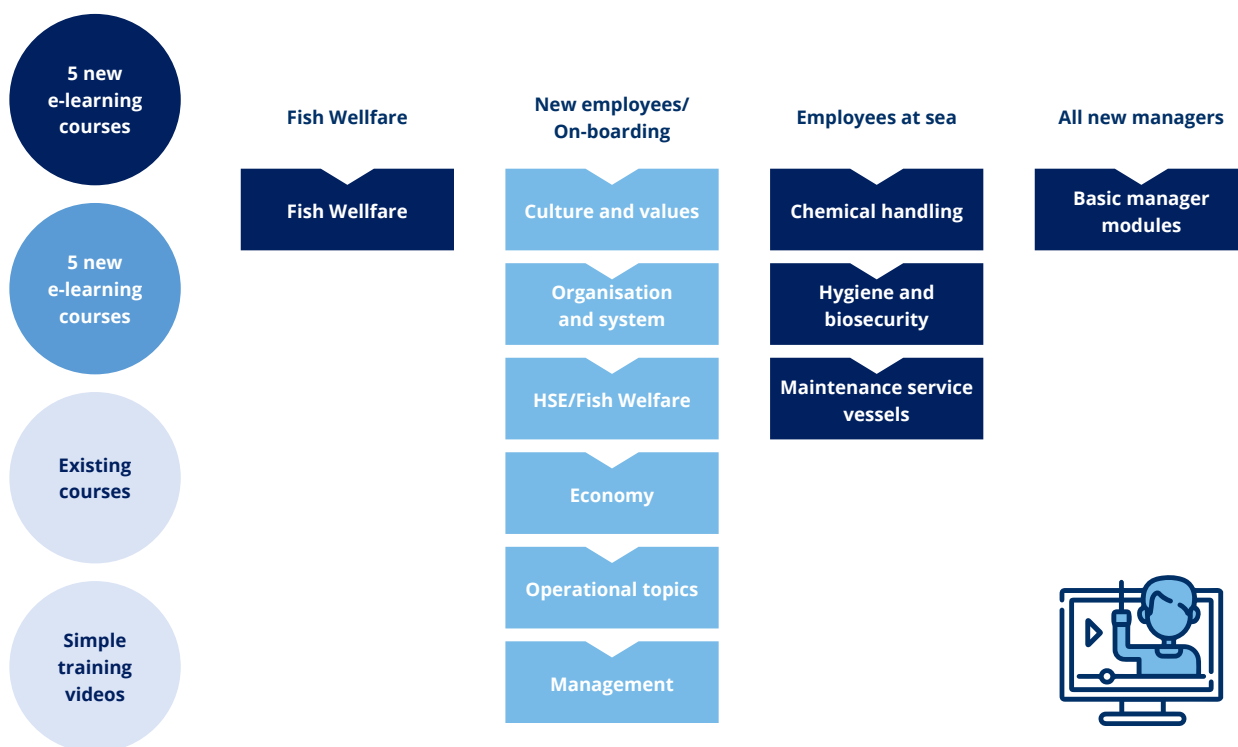 5 new
e-learning
courses
5 new
e-learning
courses
Existing
courses
Simple
training
videos
Fish Wellfare
Fish Wellfare
New employees/
On-boarding
Culture and values
Organisation
and system
HSE/Fish Welfare
Economy
Operational topics
Management
Employees at sea
Chemical handling
Hygiene and
biosecurity
Maintenance service
vessels
All new managers
Basic manager
modules